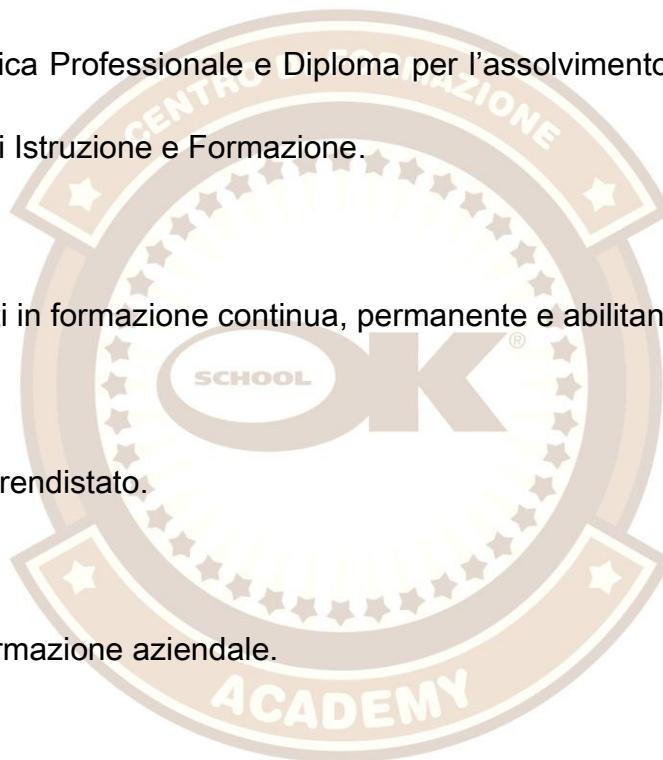 ica Professionale e Diploma per l’assolvimento
CENTRO DI FORMAZIONE
i Istruzione e Formazione.
i in formazione continua, permanente e abilitan
®
SCHOOL
OK
rendistato.
rmazione aziendale.
ACADEMY